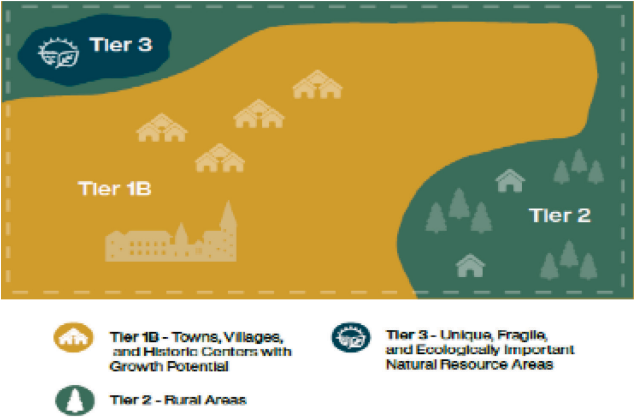 Tier 3
Tier 1B
Tier 2
Tier 1B - Towns, Villages,
and Historic Centers with
Growth Potential
Tier 3 - Unique, Fragile,
and Ecologically Important
Natural Resource Areas
Tier 2 - Rural Areas